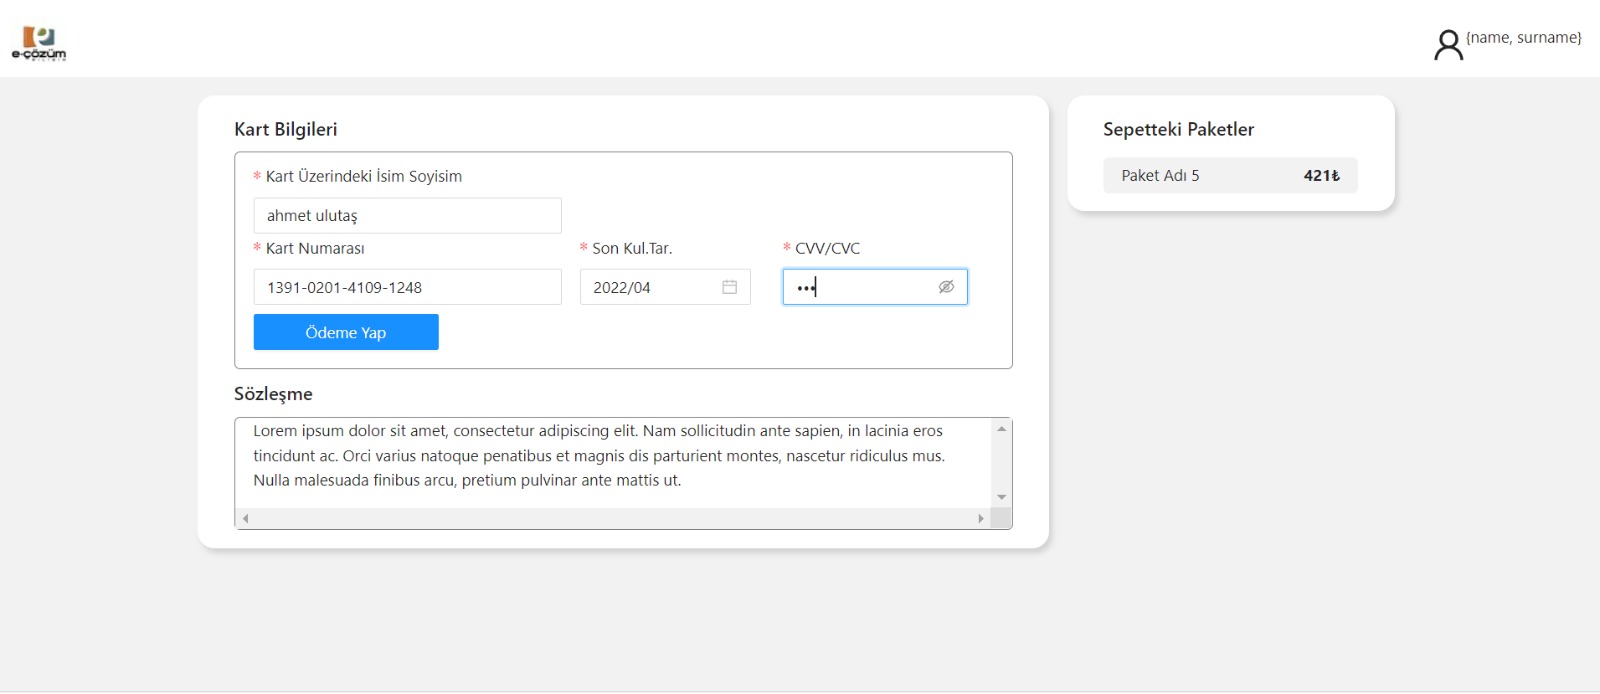 e-çözüm
{name, surname}
Kart Bilgileri
* Kart Üzerindeki İsim Soyisim
ahmet ulutaş
* Kart Numarası
* Son Kul.Tar.
* CVV/CVC
1391-0201-4109-1248
2022/04
•••
Ödeme Yap
Sözleşme
Lorem ipsum dolor sit amet, consectetur adipiscing elit. Nam sollicitudin ante sapien, in lacinia eros
tincidunt ac. Orci varius natoque penatibus et magnis dis parturient montes, nascetur ridiculus mus.
Nulla malesuada finibus arcu, pretium pulvinar ante mattis ut.
Sepetteki Paketler
Paket Adı 5 421₺